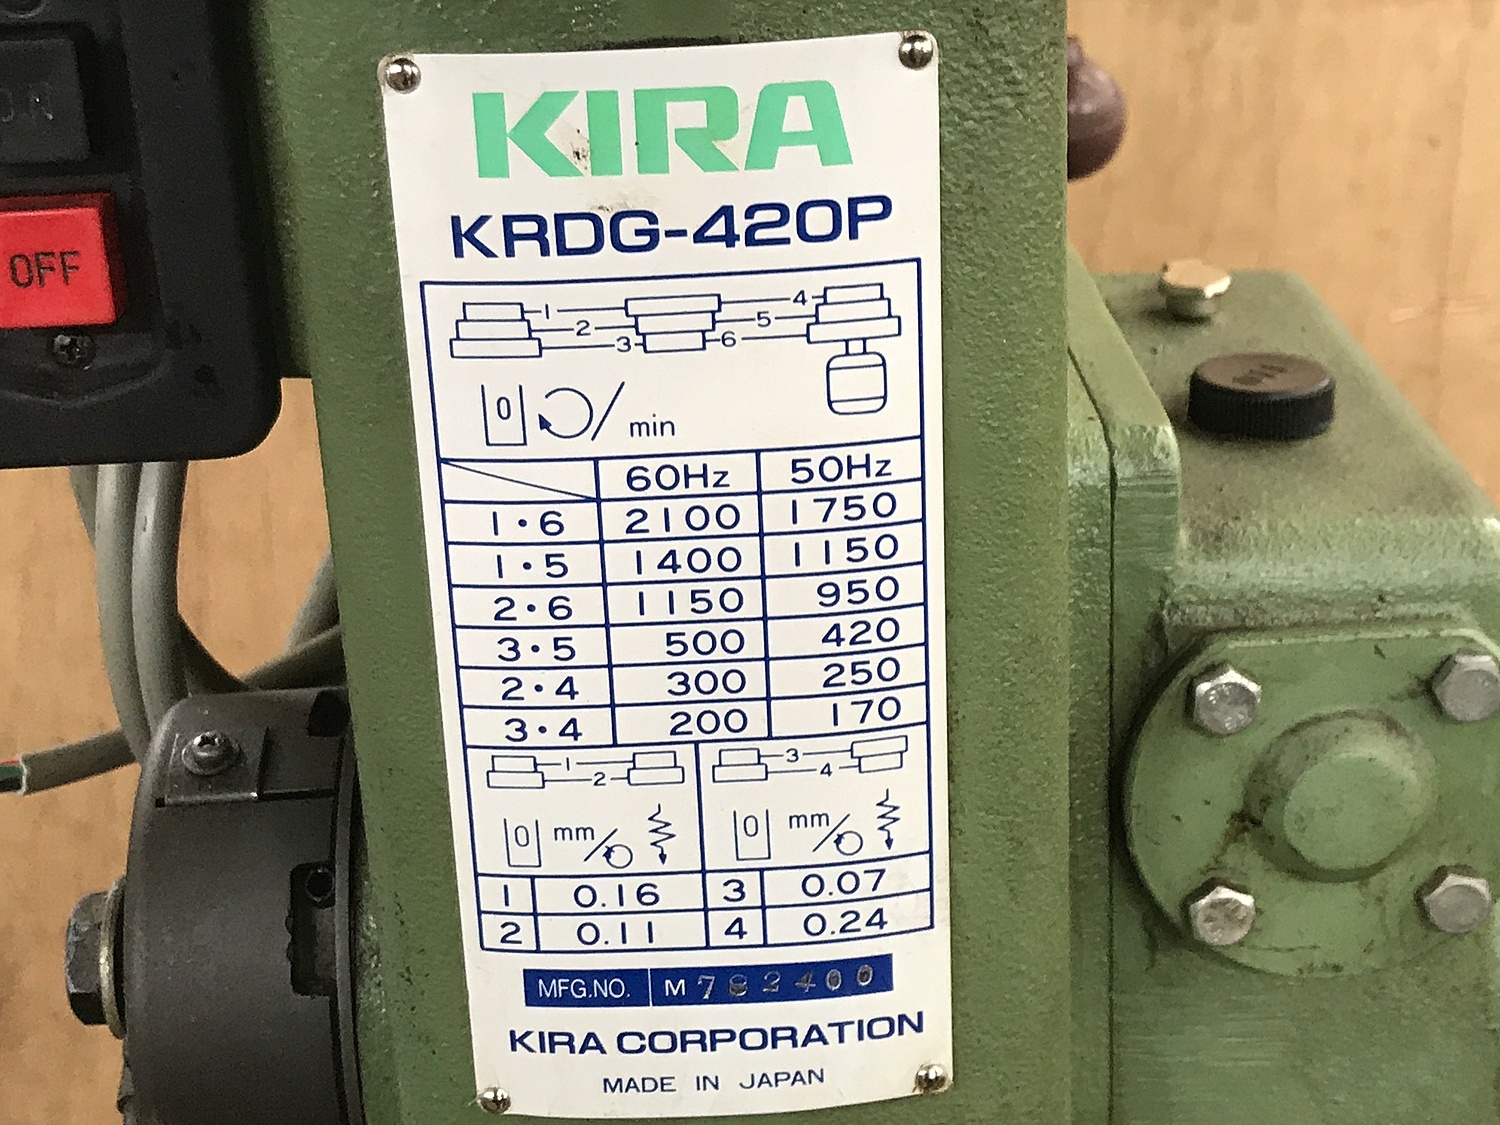 OFF
KIRA
KRDG-420P
1 4
2 5
3 6
0 / min
60Hz 50Hz
1・6 2100 1750
1・5 1400 1150
2・6 1150 950
3・5 500 420
2・4 300 250
3・4 200 170
1 3
2 4
0 mm/ 0 mm/
1 0.16 3 0.07
2 0.11 4 0.24
MFG.NO. M 782400
KIRA CORPORATION
MADE IN JAPAN